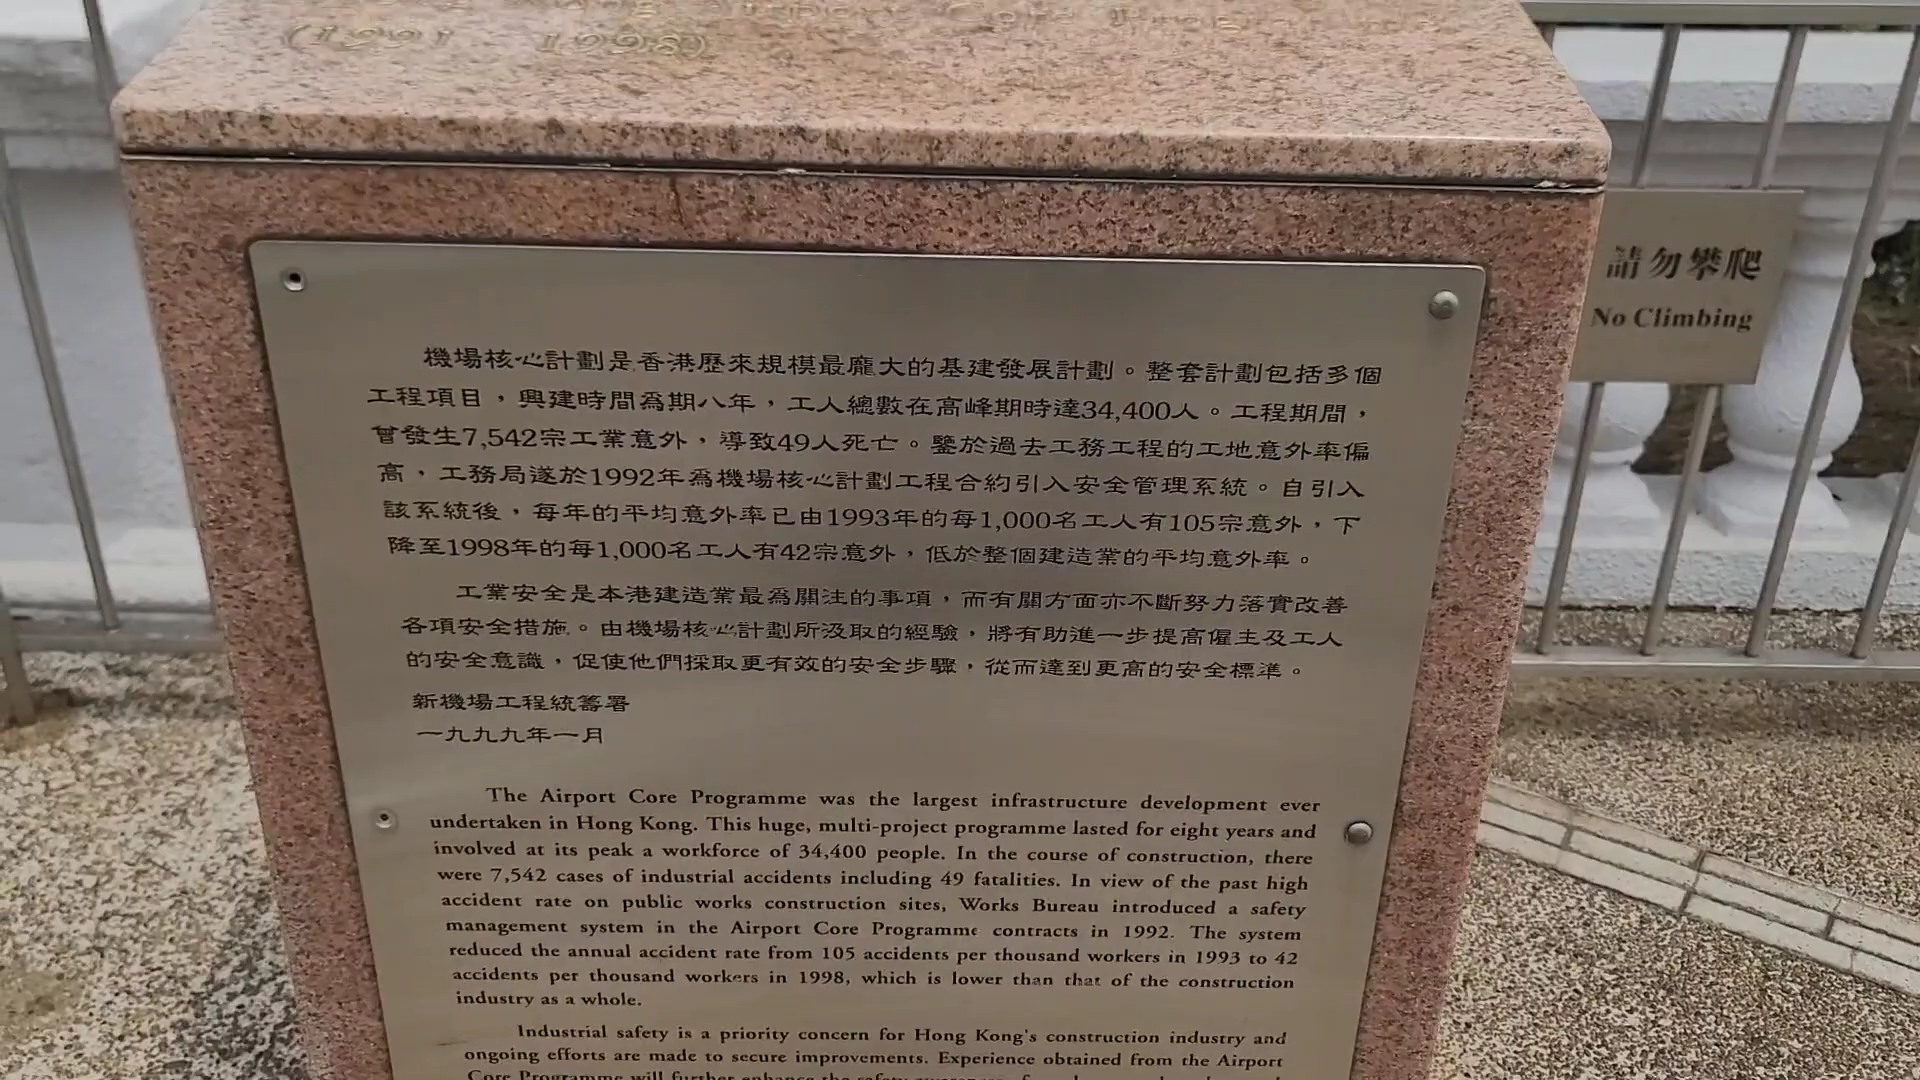 Airport Core
(1991 1998)
機場核心計劃是香港歷來規模最龐大的基建發展計劃。整套計劃包括多個
工程項目，興建時間為期八年，工人總數在高峰期時達34,400人。工程期間，
曾發生7,542宗工業意外，導致49人死亡。鑒於過去工務工程的工地意外率偏
高，工務局遂於1992年為機場核心計劃工程合約引入安全管理系統。自引入
該系統後，每年的平均意外率已由1993年的每1,000名工人有105宗意外，下
降至1998年的每1,000名工人有42宗意外，低於整個建造業的平均意外率。
工業安全是本港建造業最為關注的事項，而有關方面亦不斷努力落實改善
各項安全措施。由機場核心計劃所汲取的經驗，將有助進一步提高僱主及工人
的安全意識，促使他們採取更有效的安全步驟，從而達到更高的安全標準。
新機場工程統籌署
一九九九年一月
The Airport Core Programme was the largest infrastructure development ever
undertaken in Hong Kong. This huge, multi-project programme lasted for eight years and
involved at its peak a workforce of 34,400 people. In the course of construction, there
were 7,542 cases of industrial accidents including 49 fatalities. In view of the past high
accident rate on public works construction sites, Works Bureau introduced a safety
management system in the Airport Core Programme contracts in 1992. The system
reduced the annual accident rate from 105 accidents per thousand workers in 1993 to 42
accidents per thousand workers in 1998, which is lower than that of the construction
industry as a whole.
Industrial safety is a priority concern for Hong Kong's construction industry and
ongoing efforts are made to secure improvements. Experience obtained from the Airport
Core Programme will further enhance the safety
請勿攀爬
No Climbing